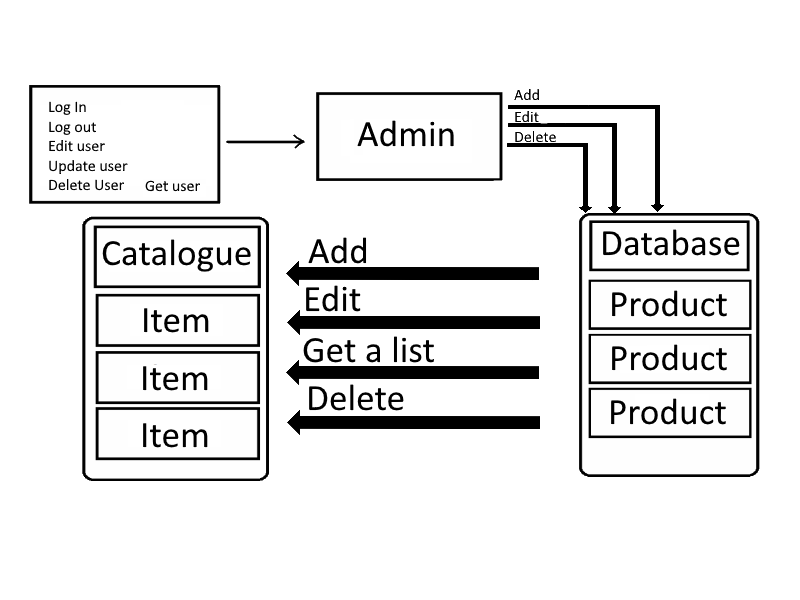 Log In
Log out
Edit user
Update user
Delete User Get user
Admin
Add
Edit
Delete
Catalogue
Item
Item
Item
Add
Edit
Get a list
Delete
Database
Product
Product
Product